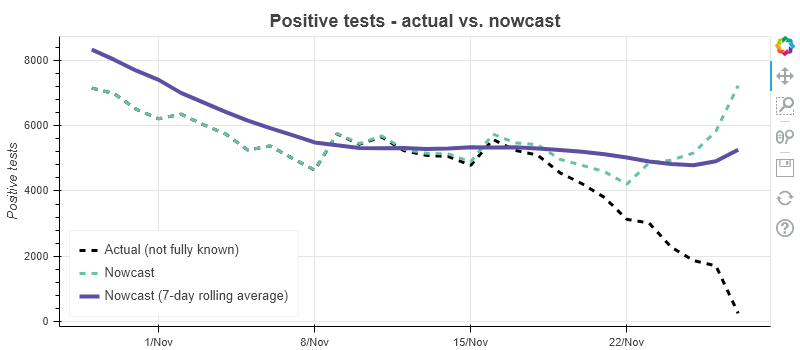 Positive tests - actual vs. nowcast
Positive tests
8000
6000
4000
2000
0
Actual (not fully known)
Nowcast
Nowcast (7-day rolling average)
1/Nov
8/Nov
15/Nov
22/Nov